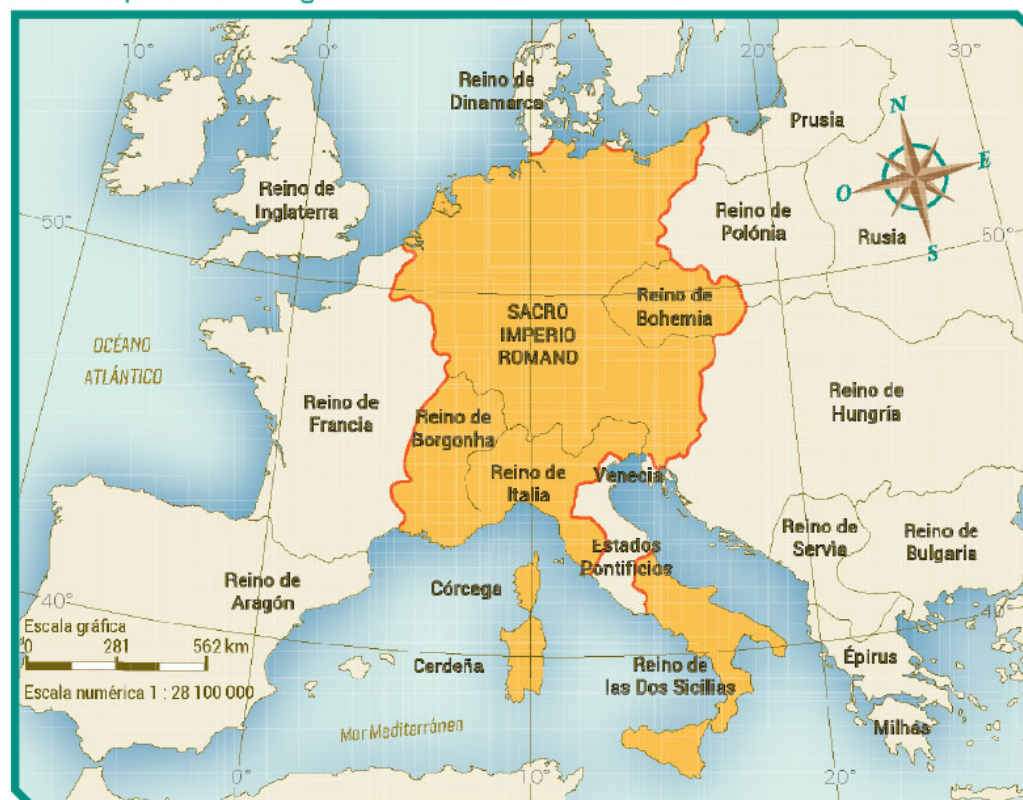 10°
0°
10°
20°
30°
Reino de
Dinamarca
Prusia
N
E
O
S
Reino de
Inglaterra
Reino de
Polónia
Rusia
50°
50°
SACRO
IMPERIO
ROMANO
Reino de
Bohemia
OCÉANO
ATLÁNTICO
Reino de
Francia
Reino de
Borgonha
Reino de
Hungría
Reino de
Italia
Venecia
Reino de
Servia
Reino de
Bulgaria
Estados
Pontificios
Reino de
Aragón
Córcega
40°
40°
Escala gráfica
0 281 562 km
Escala numérica 1 : 28 100 000
Cerdeña
Reino de
las Dos Sicilias
Épirus
Milhas
Mar Mediterráneo
0°
10°
20°